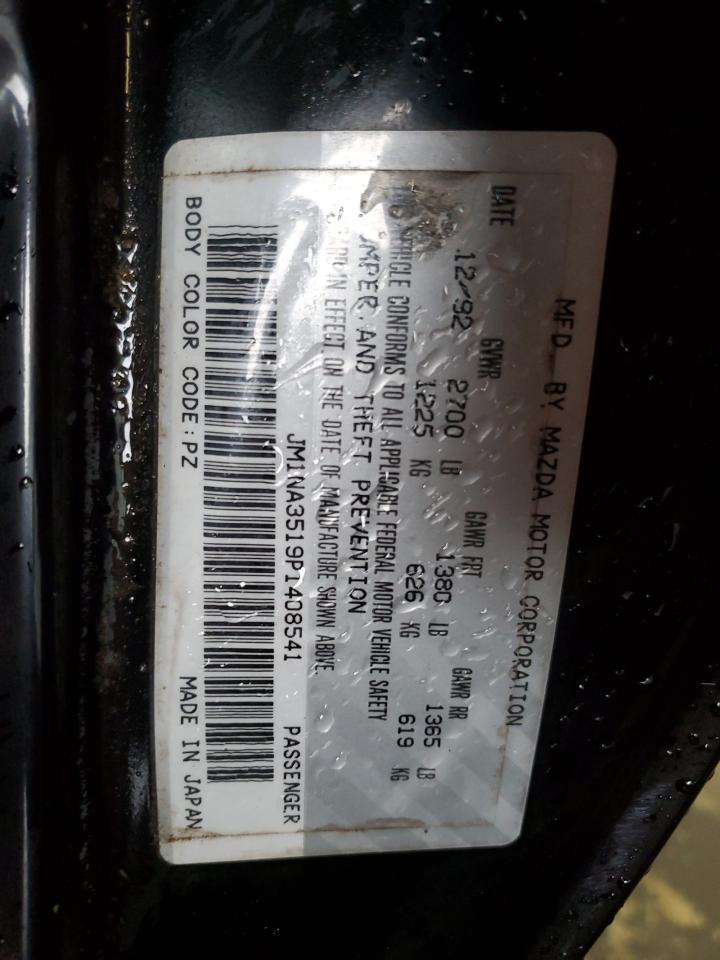 MFD. BY MAZDA MOTOR CORPORATION
DATE GVWR GAWR FRT GAWR RR
12/92 2700 LB 1380 LB 1365 LB
1225 KG 626 KG 619 KG
VEHICLE CONFORMS TO ALL APPLICABLE FEDERAL MOTOR VEHICLE SAFETY
AND THEFT PREVENTION
IN EFFECT ON THE DATE OF MANUFACTURE SHOWN ABOVE.
JM1NA3519P1408541 PASSENGER
BODY COLOR CODE:PZ MADE IN JAPAN